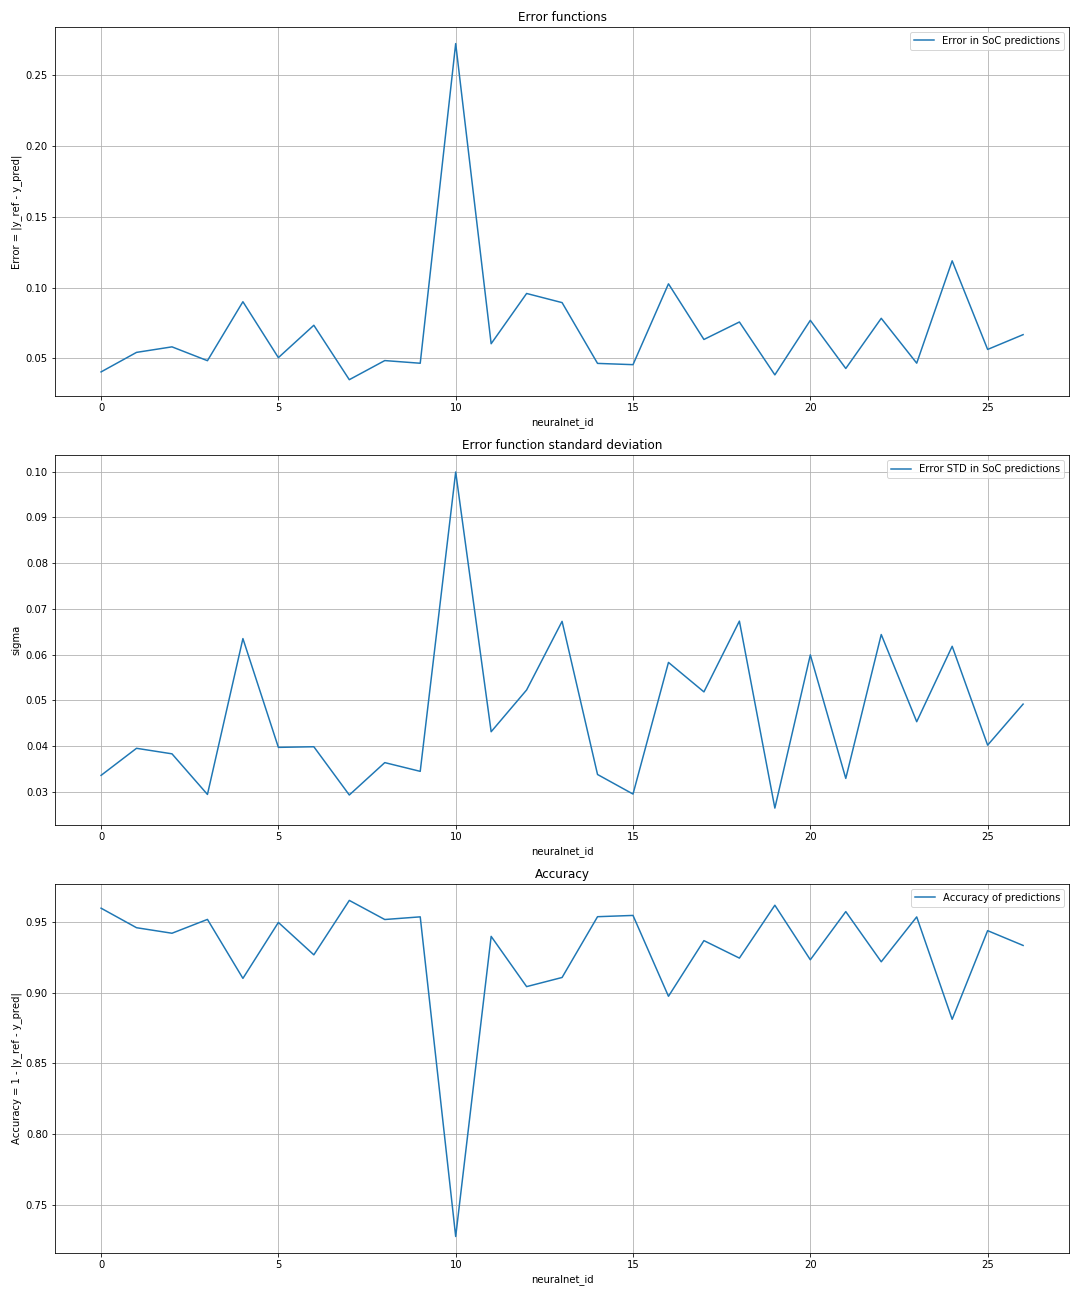 Error functions
Error in SoC predictions
Error = |y_ref - y_pred|
0.25
0.20
0.15
0.10
0.05
0 5 10 15 20 25
neuralnet_id
Error function standard deviation
Error STD in SoC predictions
sigma
0.10
0.09
0.08
0.07
0.06
0.05
0.04
0.03
0 5 10 15 20 25
neuralnet_id
Accuracy
Accuracy of predictions
Accuracy = 1 - |y_ref - y_pred|
0.95
0.90
0.85
0.80
0.75
0 5 10 15 20 25
neuralnet_id